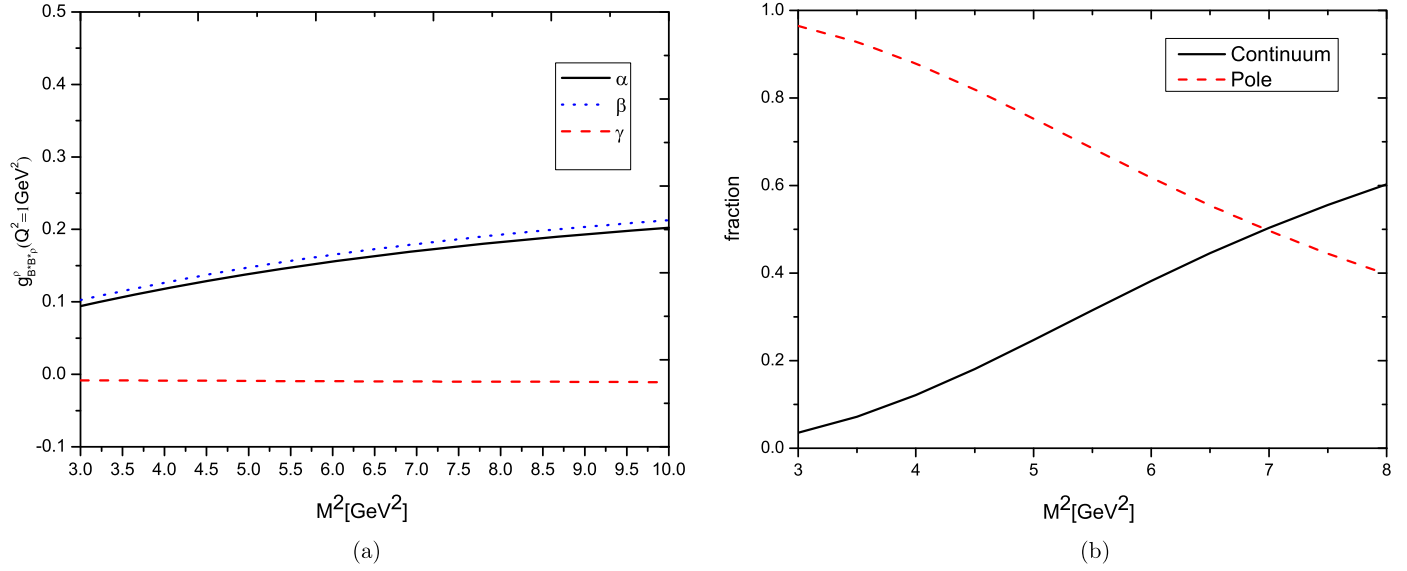 0.5
0.4
0.3
0.2
0.1
0.0
-0.1
g^ρ_{B*B*ρ}(Q²=1GeV²)
α
β
γ
3.0 3.5 4.0 4.5 5.0 5.5 6.0 6.5 7.0 7.5 8.0 8.5 9.0 9.5 10.0
M²[GeV²]
(a)
1.0
0.8
0.6
0.4
0.2
0.0
fraction
Continuum
Pole
3 4 5 6 7 8
M²[GeV²]
(b)